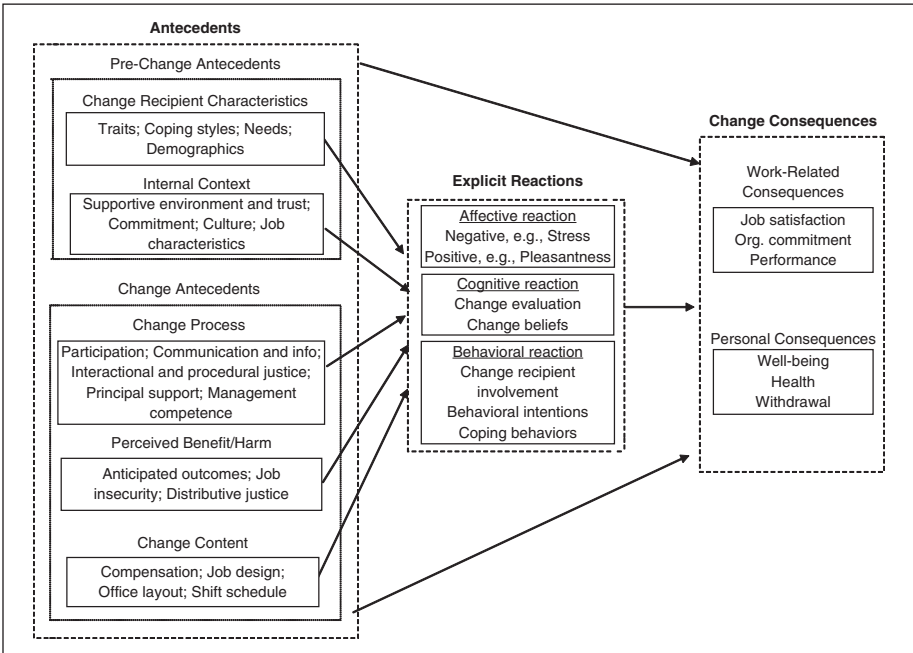 Antecedents
Pre-Change Antecedents
Change Recipient Characteristics
Traits; Coping styles; Needs;
Demographics
Internal Context
Supportive environment and trust;
Commitment; Culture; Job
characteristics
Change Antecedents
Change Process
Participation; Communication and info;
Interactional and procedural justice;
Principal support; Management
competence
Perceived Benefit/Harm
Anticipated outcomes; Job
insecurity; Distributive justice
Change Content
Compensation; Job design;
Office layout; Shift schedule
Explicit Reactions
Affective reaction
Negative, e.g., Stress
Positive, e.g., Pleasantness
Cognitive reaction
Change evaluation
Change beliefs
Behavioral reaction
Change recipient
involvement
Behavioral intentions
Coping behaviors
Change Consequences
Work-Related
Consequences
Job satisfaction
Org. commitment
Performance
Personal Consequences
Well-being
Health
Withdrawal